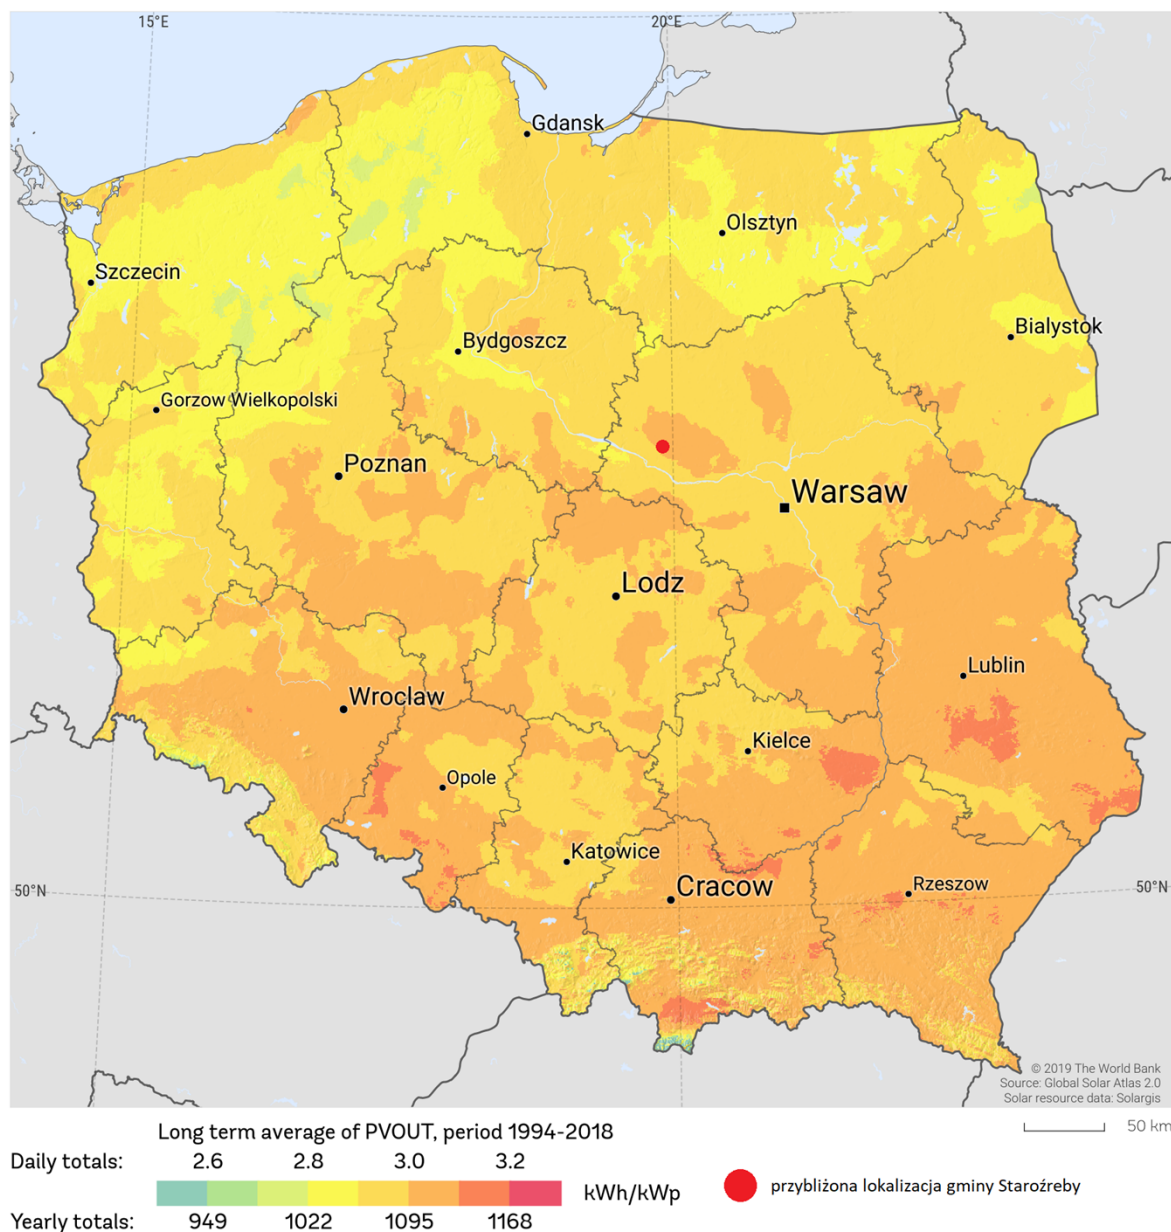 15°E
20°E
Gdansk
Olsztyn
Szczecin
Bialystok
Bydgoszcz
Gorzow Wielkopolski
Poznan
Warsaw
Lodz
Lublin
Wroclaw
Kielce
Opole
Katowice
Cracow
Rzeszow
50°N
50°N
© 2019 The World Bank
Source: Global Solar Atlas 2.0
Solar resource data: Solargis
50 km
Long term average of PVOUT, period 1994-2018
Daily totals: 2.6 2.8 3.0 3.2
kWh/kWp
Yearly totals: 949 1022 1095 1168
przybliżona lokalizacja gminy Staroźreby